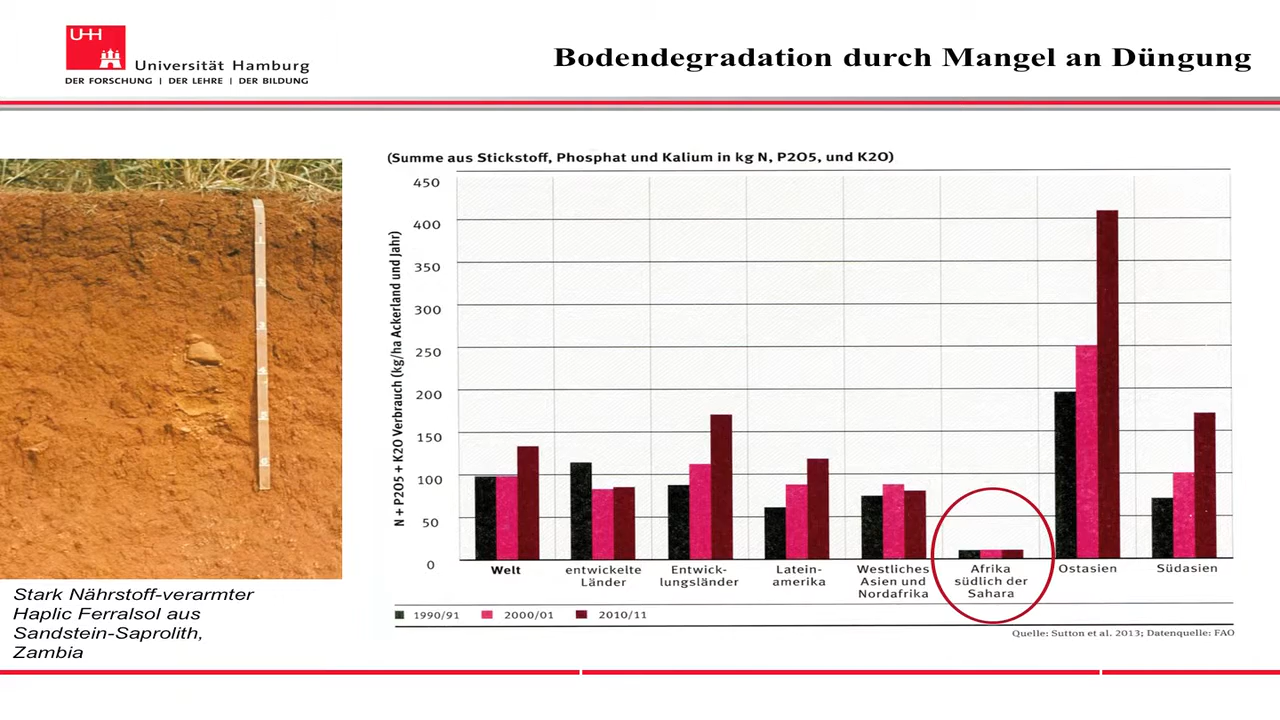 UHH
Universität Hamburg
DER FORSCHUNG | DER LEHRE | DER BILDUNG
Bodendegradation durch Mangel an Düngung
(Summe aus Stickstoff, Phosphat und Kalium in kg N, P2O5, und K2O)
N + P2O5 + K2O Verbrauch (kg/ha Ackerland und Jahr)
450
400
350
300
250
200
150
100
50
0
Welt
entwickelte
Länder
Entwick-
lungsländer
Latein-
amerika
Westliches
Asien und
Nordafrika
Afrika
südlich der
Sahara
Ostasien
Südasien
1990/91 2000/01 2010/11
Quelle: Sutton et al. 2013; Datenquelle: FAO
Stark Nährstoff-verarmter
Haplic Ferralsol aus
Sandstein-Saprolith,
Zambia